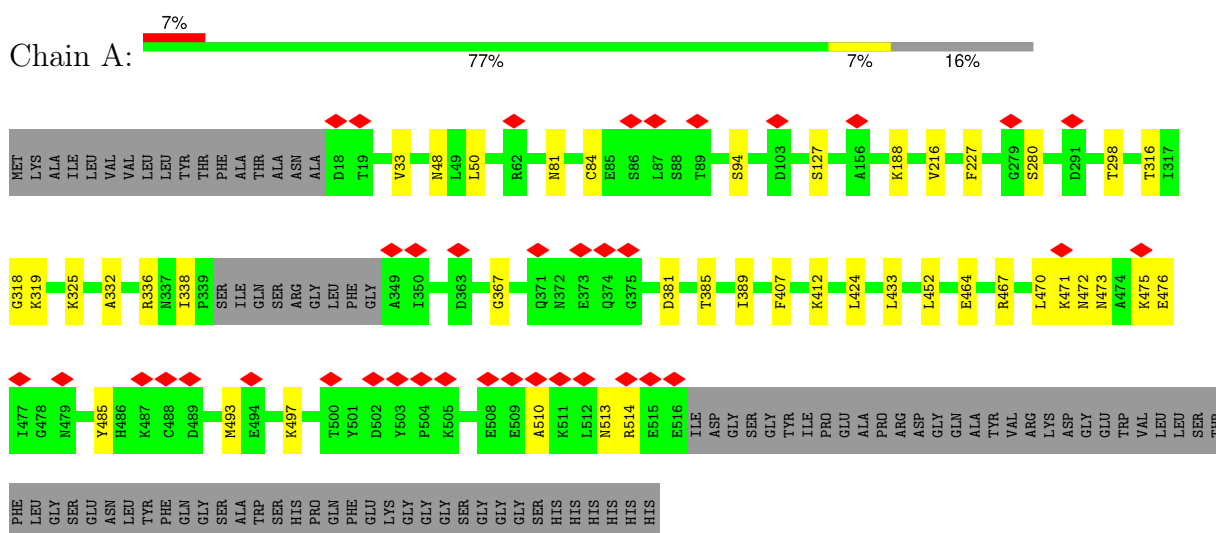 7%
Chain A:
77% 7% 16%
MET LYS ALA ILE LEU VAL VAL LEU LEU TYR THR PHE ALA THR ALA ASN ALA D18 T19 V33 N48 L49 L50 R62 N81 C84 E85 S86 L87 S88 T89 S94 D103 S127 A156 K188 V216 F227 G279 S280 D291 T298 T316 I317
G318 K319 K325 A332 R336 N337 I338 P339 SER ILE GLN SER ARG GLY LEU PHE GLY A349 I350 D363 G367 Q371 N372 E373 Q374 G375 D381 T385 I389 F407 K412 L424 L433 L452 E464 R467 L470 K471 N472 N473 A474 K475 E476
I477 G478 N479 Y485 H486 K487 C488 D489 M493 E494 K497 T500 Y501 D502 Y503 P504 K505 E508 E509 A510 K511 L512 N513 R514 E515 E516 ILE ASP GLY SER GLY TYR ILE PRO GLU ALA PRO ARG ASP GLY GLN ALA TYR VAL ARG LYS ASP GLY GLU TRP VAL LEU LEU SER THR
PHE LEU GLY SER GLU ASN LEU TYR PHE GLN GLY SER ALA TRP SER HIS PRO GLN PHE GLU LYS GLY GLY GLY SER GLY GLY GLY SER HIS HIS HIS HIS HIS HIS